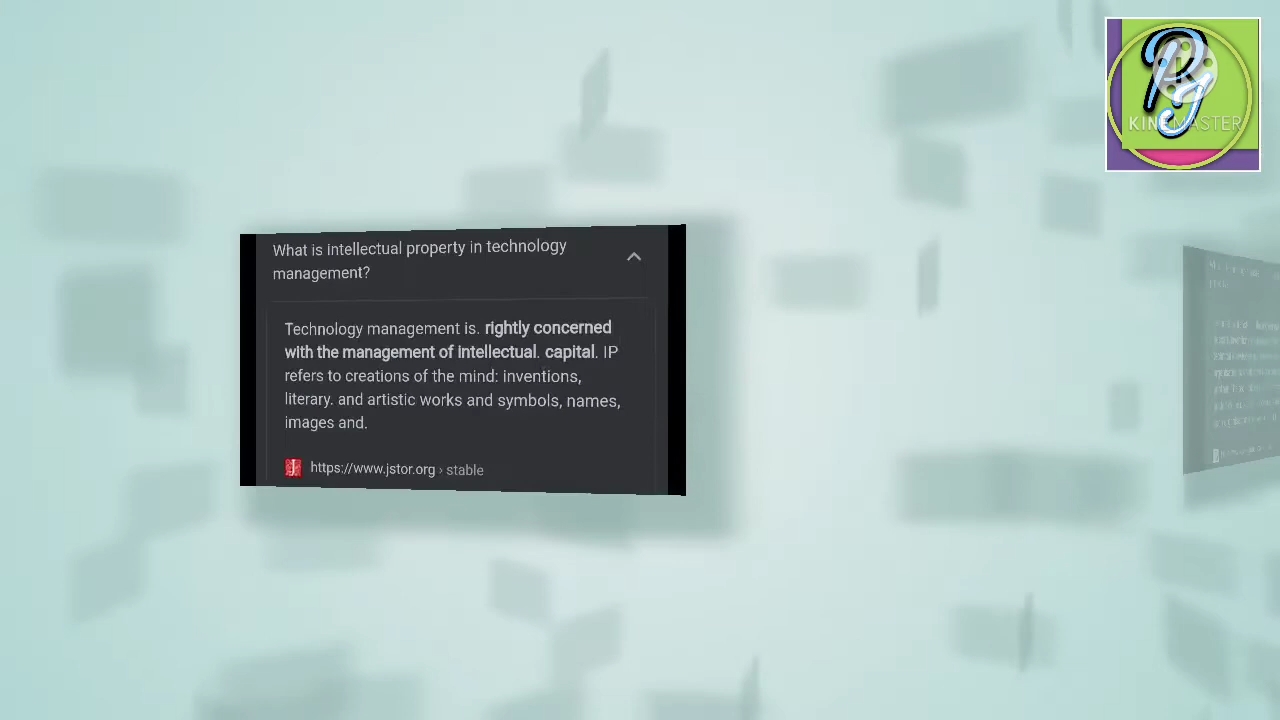 What is intellectual property in technology
management?
Technology management is. rightly concerned
with the management of intellectual. capital. IP
refers to creations of the mind: inventions,
literary. and artistic works and symbols, names,
images and.
https://www.jstor.org › stable
Py
KINEMASTER